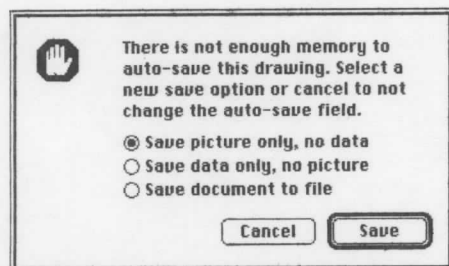 There is not enough memory to
auto-save this drawing. Select a
new save option or cancel to not
change the auto-save field.
Save picture only, no data
Save data only, no picture
Save document to file
Cancel Save